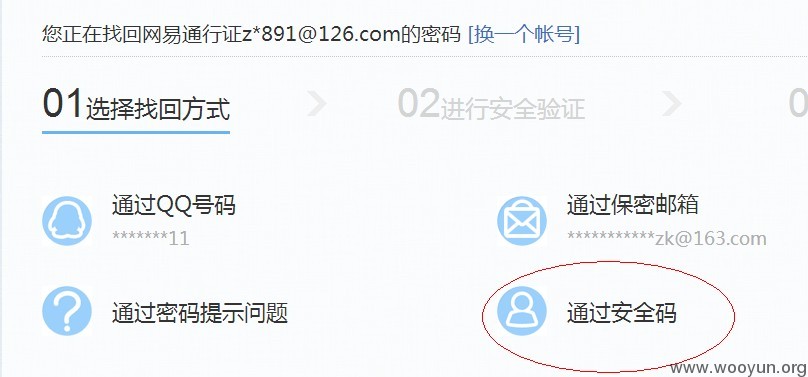 您正在找回网易通行证z*891@126.com的密码 [换一个帐号]
01选择找回方式 02进行安全验证 0
通过QQ号码 通过保密邮箱
*******11 ***********zk@163.com
通过密码提示问题 通过安全码
www.wooyun.org